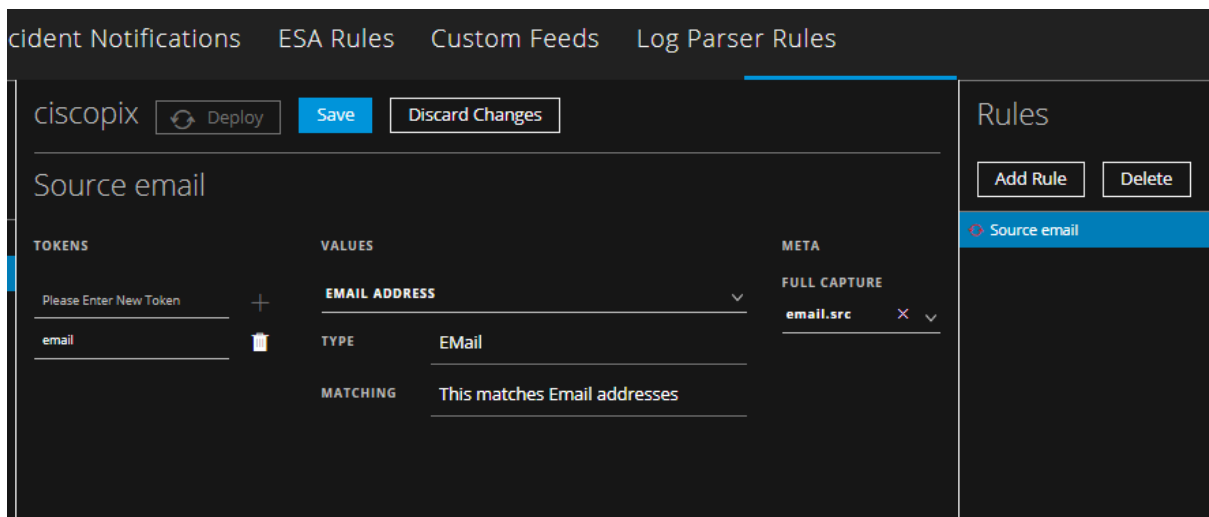 cident Notifications ESA Rules Custom Feeds Log Parser Rules
ciscopix Deploy Save Discard Changes
Source email
TOKENS
Please Enter New Token
email
VALUES
EMAIL ADDRESS
TYPE EMail
MATCHING This matches Email addresses
META
FULL CAPTURE
email.src
Rules
Add Rule Delete
Source email